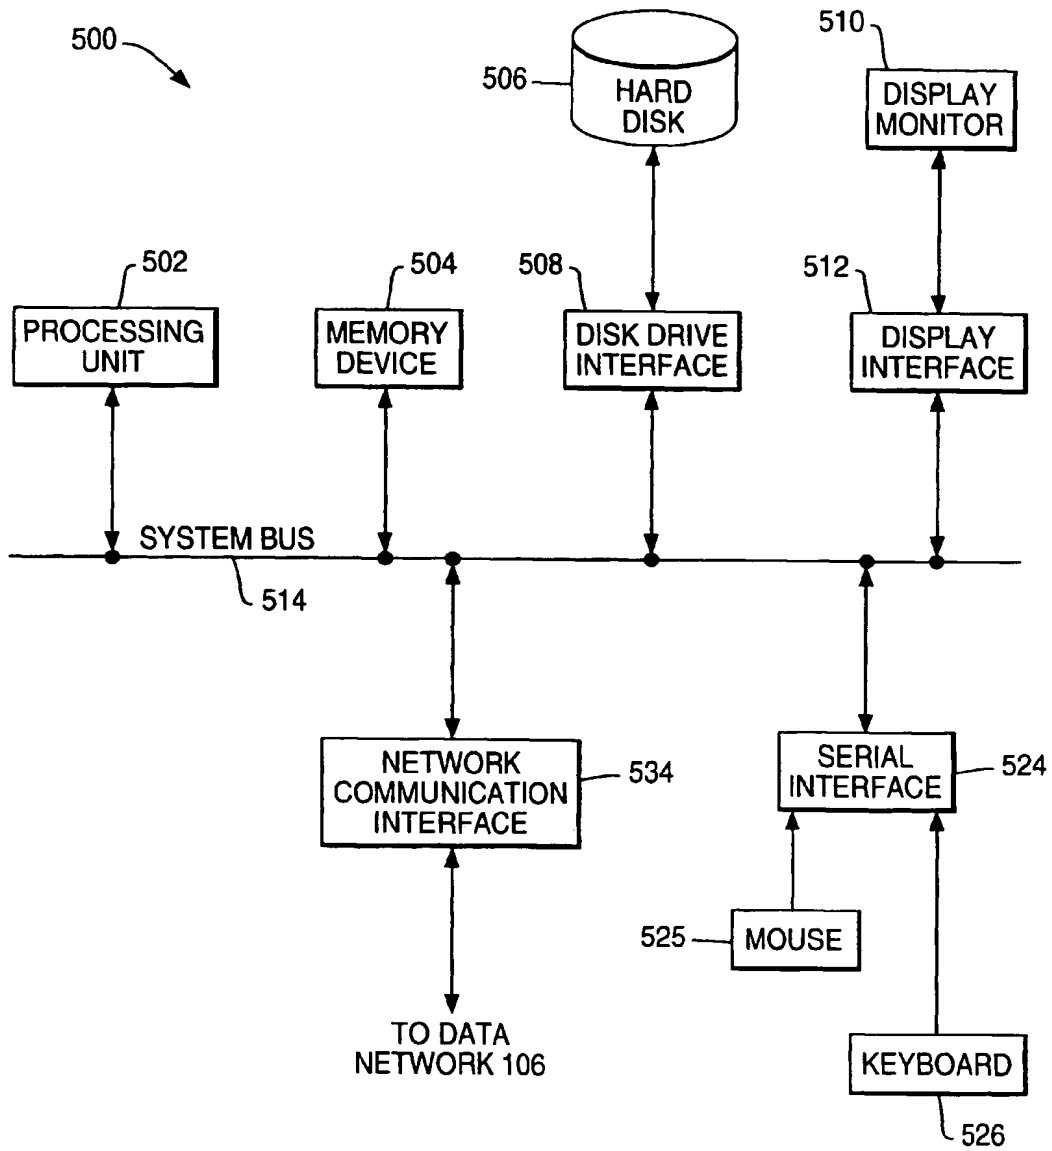 500
506
HARD
DISK
510
DISPLAY
MONITOR
502
PROCESSING
UNIT
504
MEMORY
DEVICE
508
DISK DRIVE
INTERFACE
512
DISPLAY
INTERFACE
SYSTEM BUS
514
NETWORK
COMMUNICATION
INTERFACE
534
SERIAL
INTERFACE
524
525
MOUSE
TO DATA
NETWORK 106
KEYBOARD
526